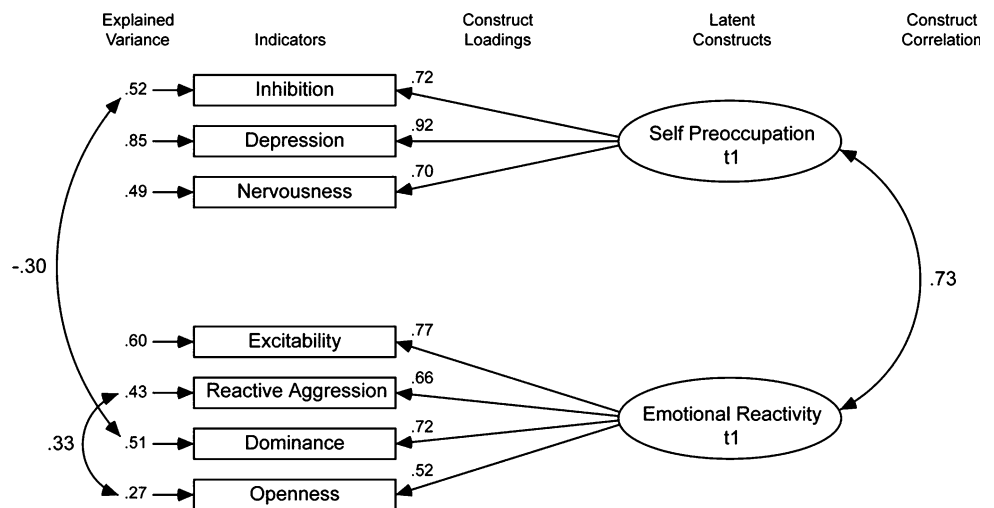 Explained Variance
Indicators
Construct Loadings
Latent Constructs
Construct Correlation
.52
Inhibition
.72
.85
Depression
.92
.49
Nervousness
.70
Self Preoccupation
t1
-.30
.73
.60
Excitability
.77
.43
Reactive Aggression
.66
.33
.51
Dominance
.72
.27
Openness
.52
Emotional Reactivity
t1